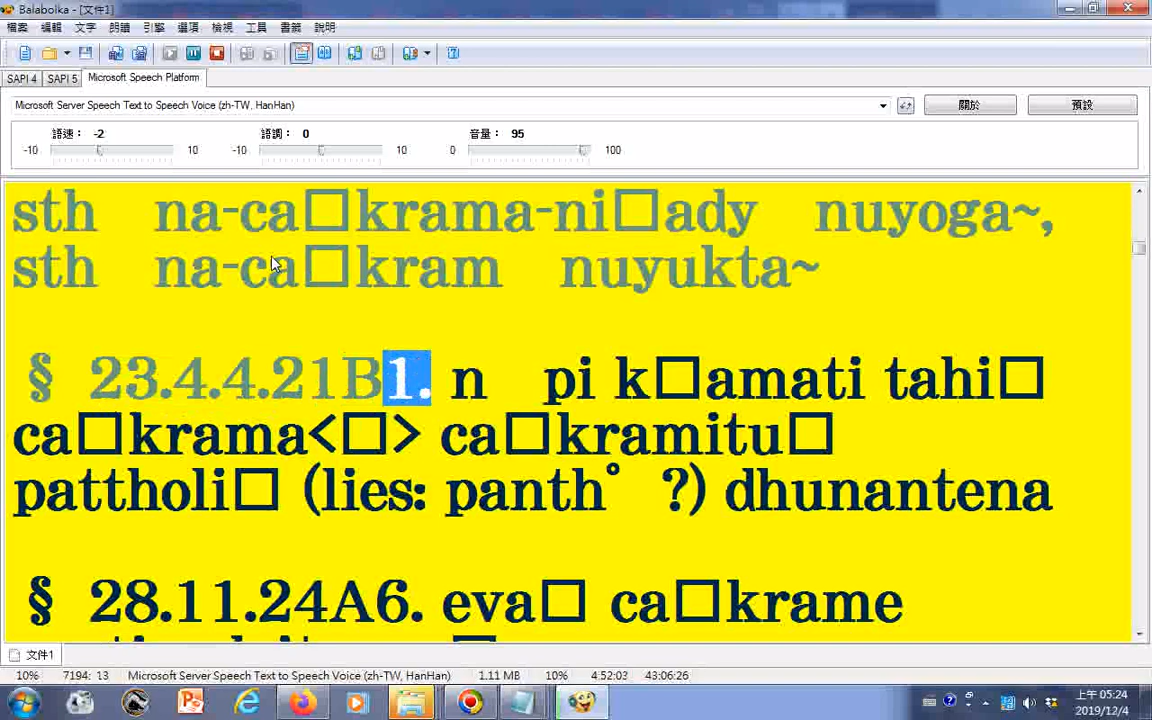 Balabolka - [文件1]
檔案 編輯 文字 朗讀 引擎 選項 檢視 工具 書籤 說明
SAPI 4 SAPI 5 Microsoft Speech Platform
Microsoft Server Speech Text to Speech Voice (zh-TW, HanHan) 關於 預設
語速： -2 語調： 0 音量： 95
-10 10 -10 10 0 100
sth na-ca□krama-ni□ady nuyoga~,
sth na-ca□kram nuyukta~
§ 23.4.4.21B1. n pi k□amati tahi□
ca□krama<□> ca□kramitu□
pattholi□ (lies: panth° ?) dhunantena
§ 28.11.24A6. eva□ ca□krame
文件1
10% 7194: 13 Microsoft Server Speech Text to Speech Voice (zh-TW, HanHan) 1.11 MB 10% 4:52:03 43:06:26
上午 05:24
2019/12/4